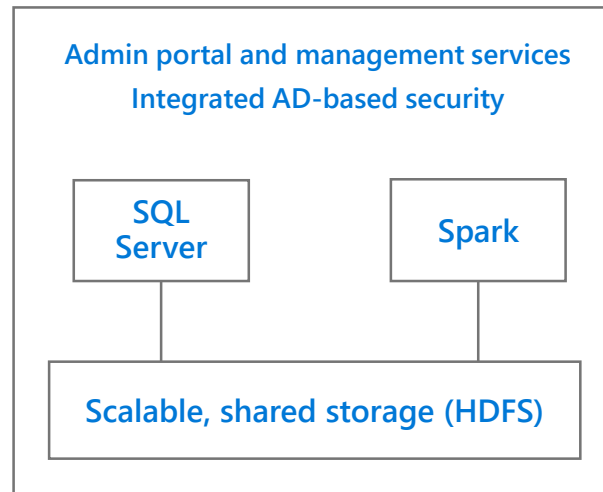 Admin portal and management services
Integrated AD-based security
SQL
Server
Spark
Scalable, shared storage (HDFS)